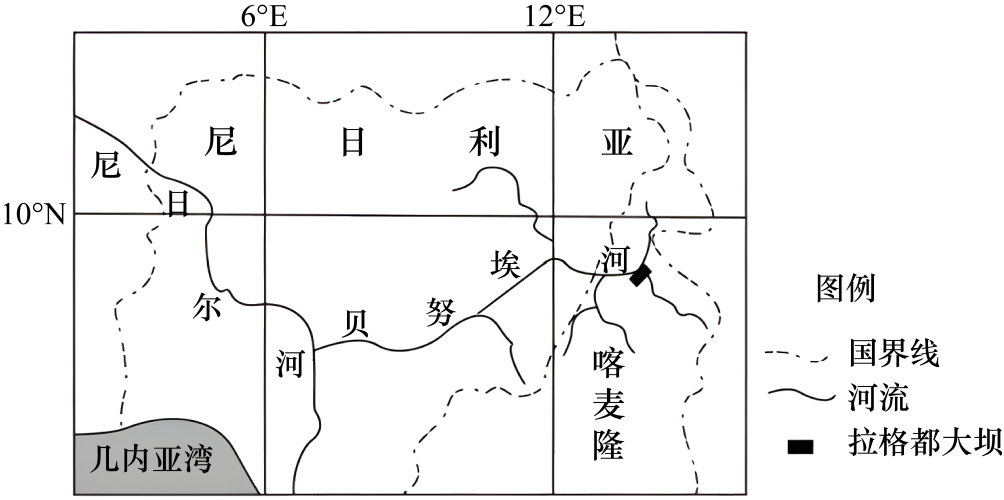 6°E
12°E
尼日利亚
尼日尔河
10°N
贝努埃河
喀麦隆
几内亚湾
图例
国界线
河流
拉格都大坝